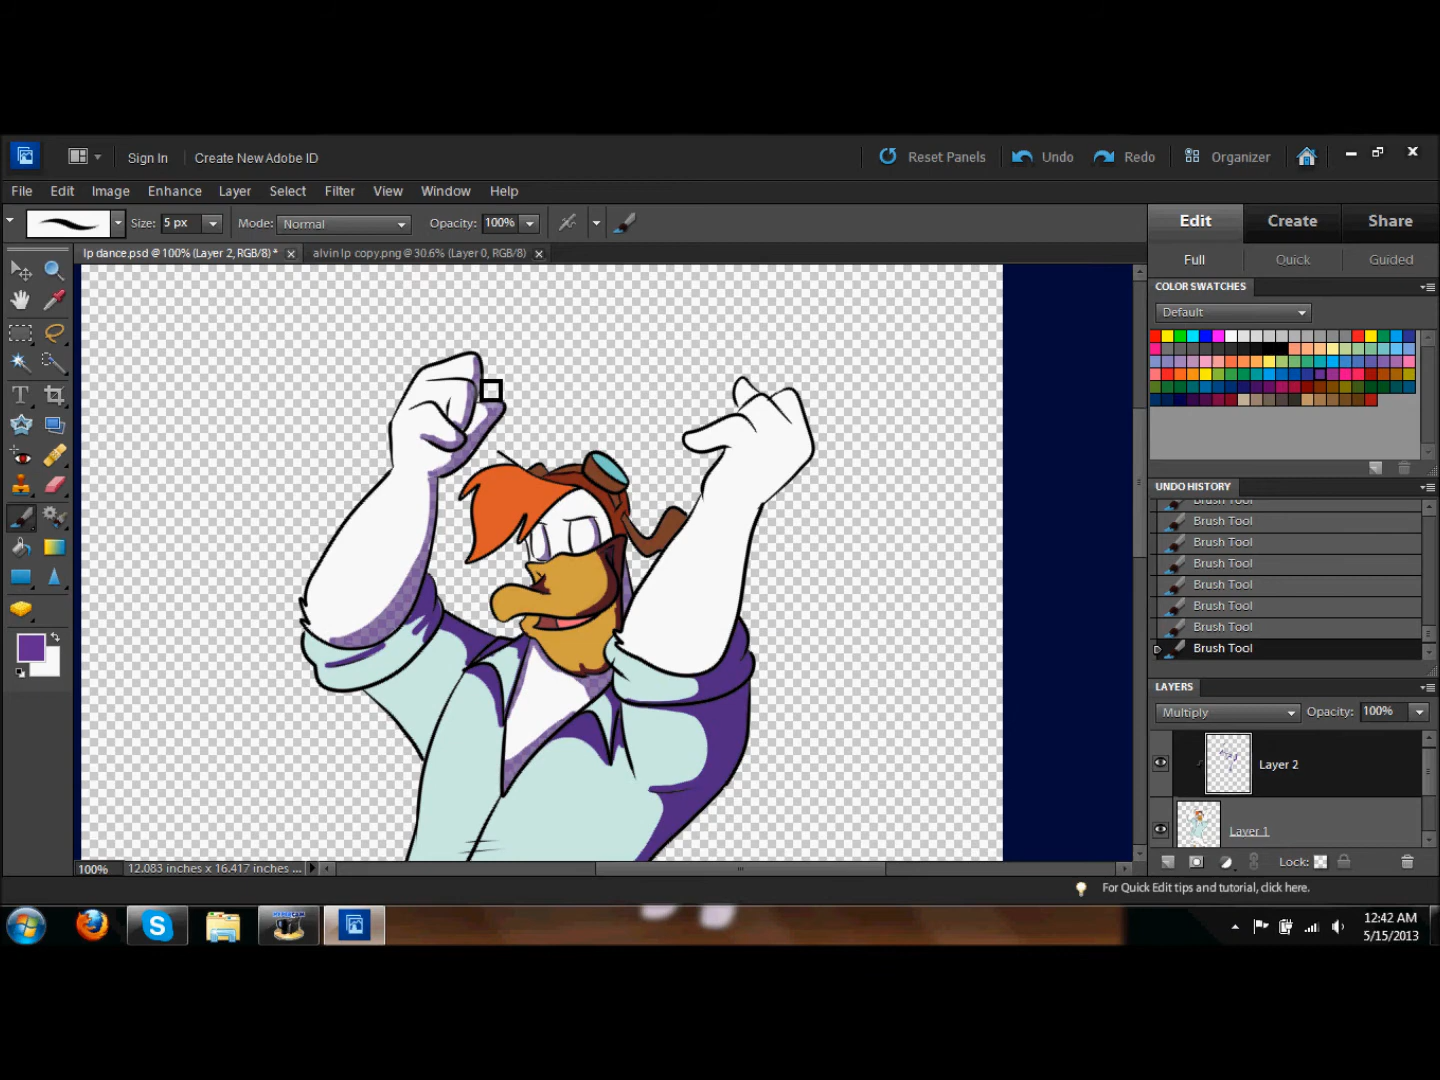 Sign In
Create New Adobe ID
Reset Panels
Undo
Redo
Organizer
File Edit Image Enhance Layer Select Filter View Window Help
Size: 5 px
Mode: Normal
Opacity: 100%
Edit
Create
Share
lp dance.psd @ 100% (Layer 2, RGB/8) *
alvin lp copy.png @ 30.6% (Layer 0, RGB/8)
Full
Quick
Guided
COLOR SWATCHES
Default
UNDO HISTORY
Brush Tool
Brush Tool
Brush Tool
Brush Tool
Brush Tool
Brush Tool
Brush Tool
Brush Tool
LAYERS
Multiply
Opacity: 100%
Layer 2
Layer 1
100%
12.083 inches x 16.417 inches ...
Lock:
For Quick Edit tips and tutorial, click here.
12:42 AM
5/15/2013